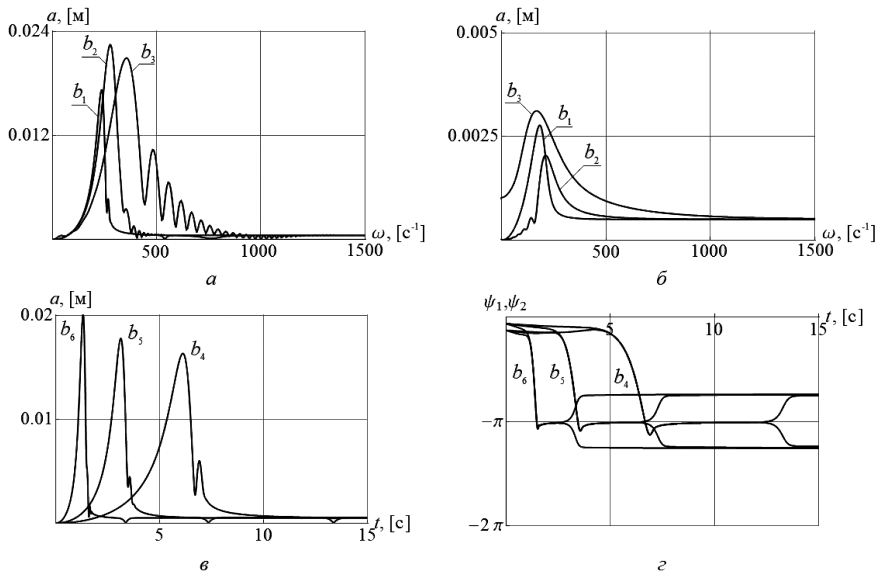 a, [м]
0.024
b₂
b₃
b₁
0.012
500
1000
1500
ω, [с⁻¹]
а
a, [м]
0.005
b₃
b₁
0.0025
b₂
500
1000
1500
ω, [с⁻¹]
б
a, [м]
0.02
b₆
b₅
b₄
0.01
5
10
15
t, [с]
в
ψ₁,ψ₂
5
10
15
t, [с]
b₆
b₅
b₄
−π
−2 π
г